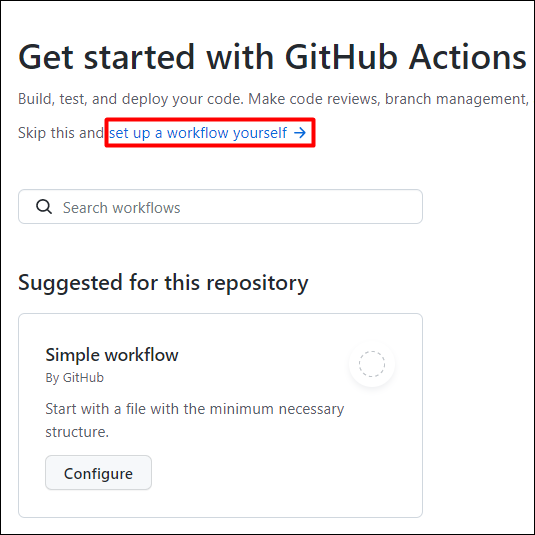 Get started with GitHub Actions
Build, test, and deploy your code. Make code reviews, branch management,
Skip this and set up a workflow yourself →
Search workflows
Suggested for this repository
Simple workflow
By GitHub
Start with a file with the minimum necessary
structure.
Configure